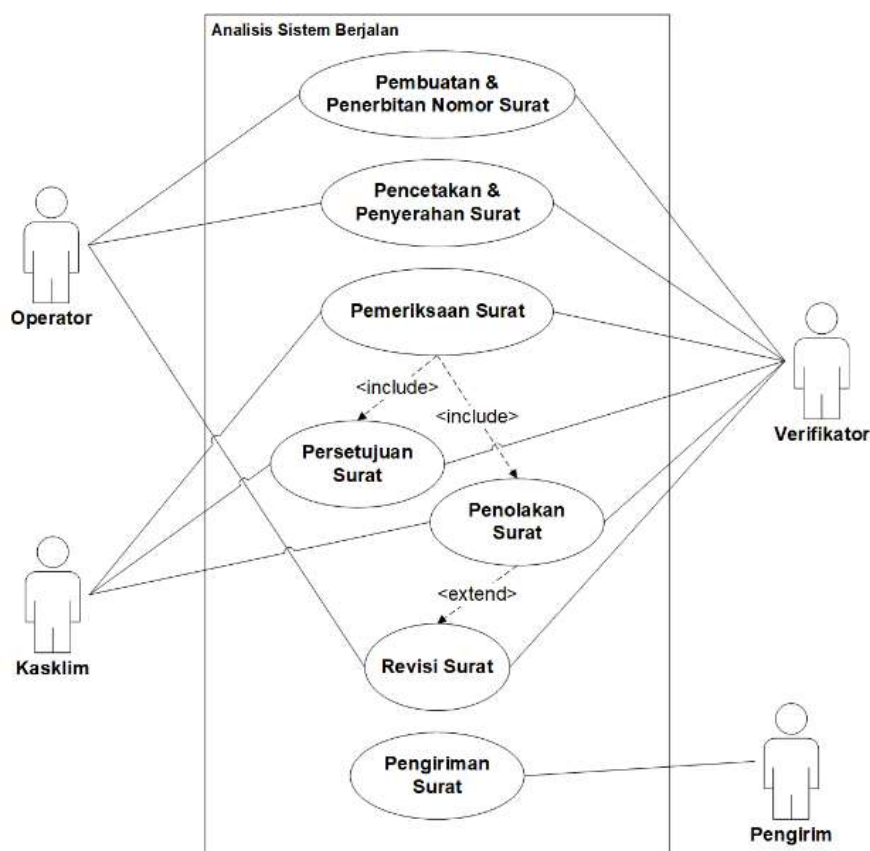 Analisis Sistem Berjalan
Pembuatan &
Penerbitan Nomor Surat
Pencetakan &
Penyerahan Surat
Operator
Pemeriksaan Surat
<include>
<include>
Verifikator
Persetujuan
Surat
Penolakan
Surat
Kasklim
<extend>
Revisi Surat
Pengiriman
Surat
Pengirim